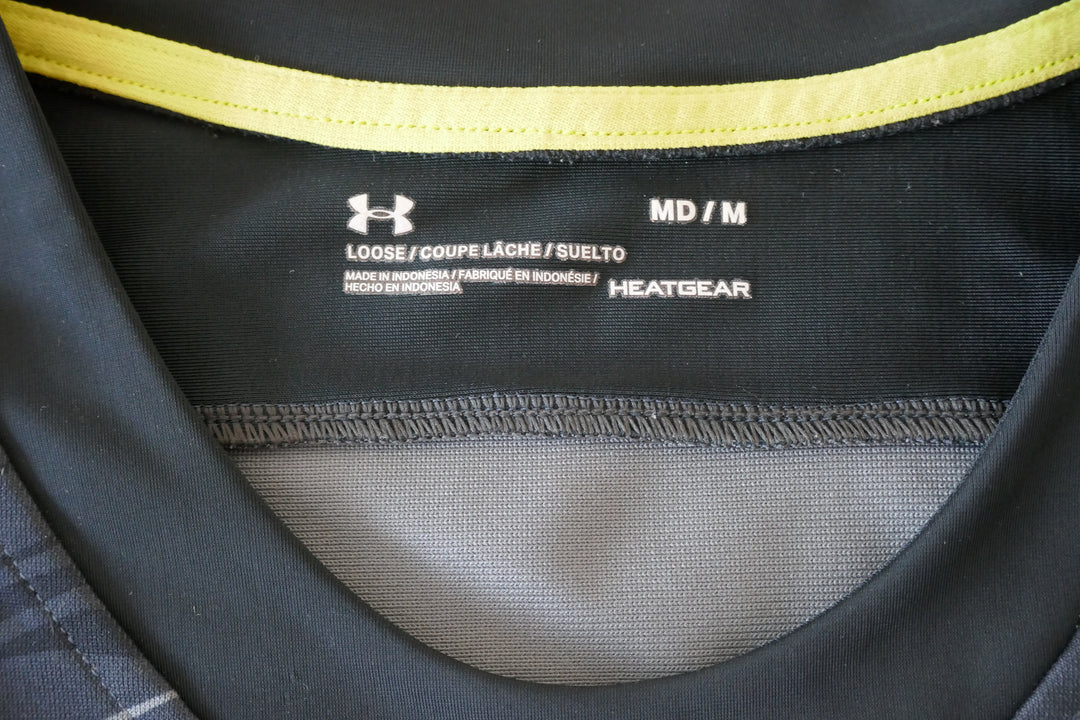 MD / M
LOOSE / COUPE LÂCHE / SUELTO
MADE IN INDONESIA / FABRIQUÉ EN INDONÉSIE /
HECHO EN INDONESIA
HEATGEAR